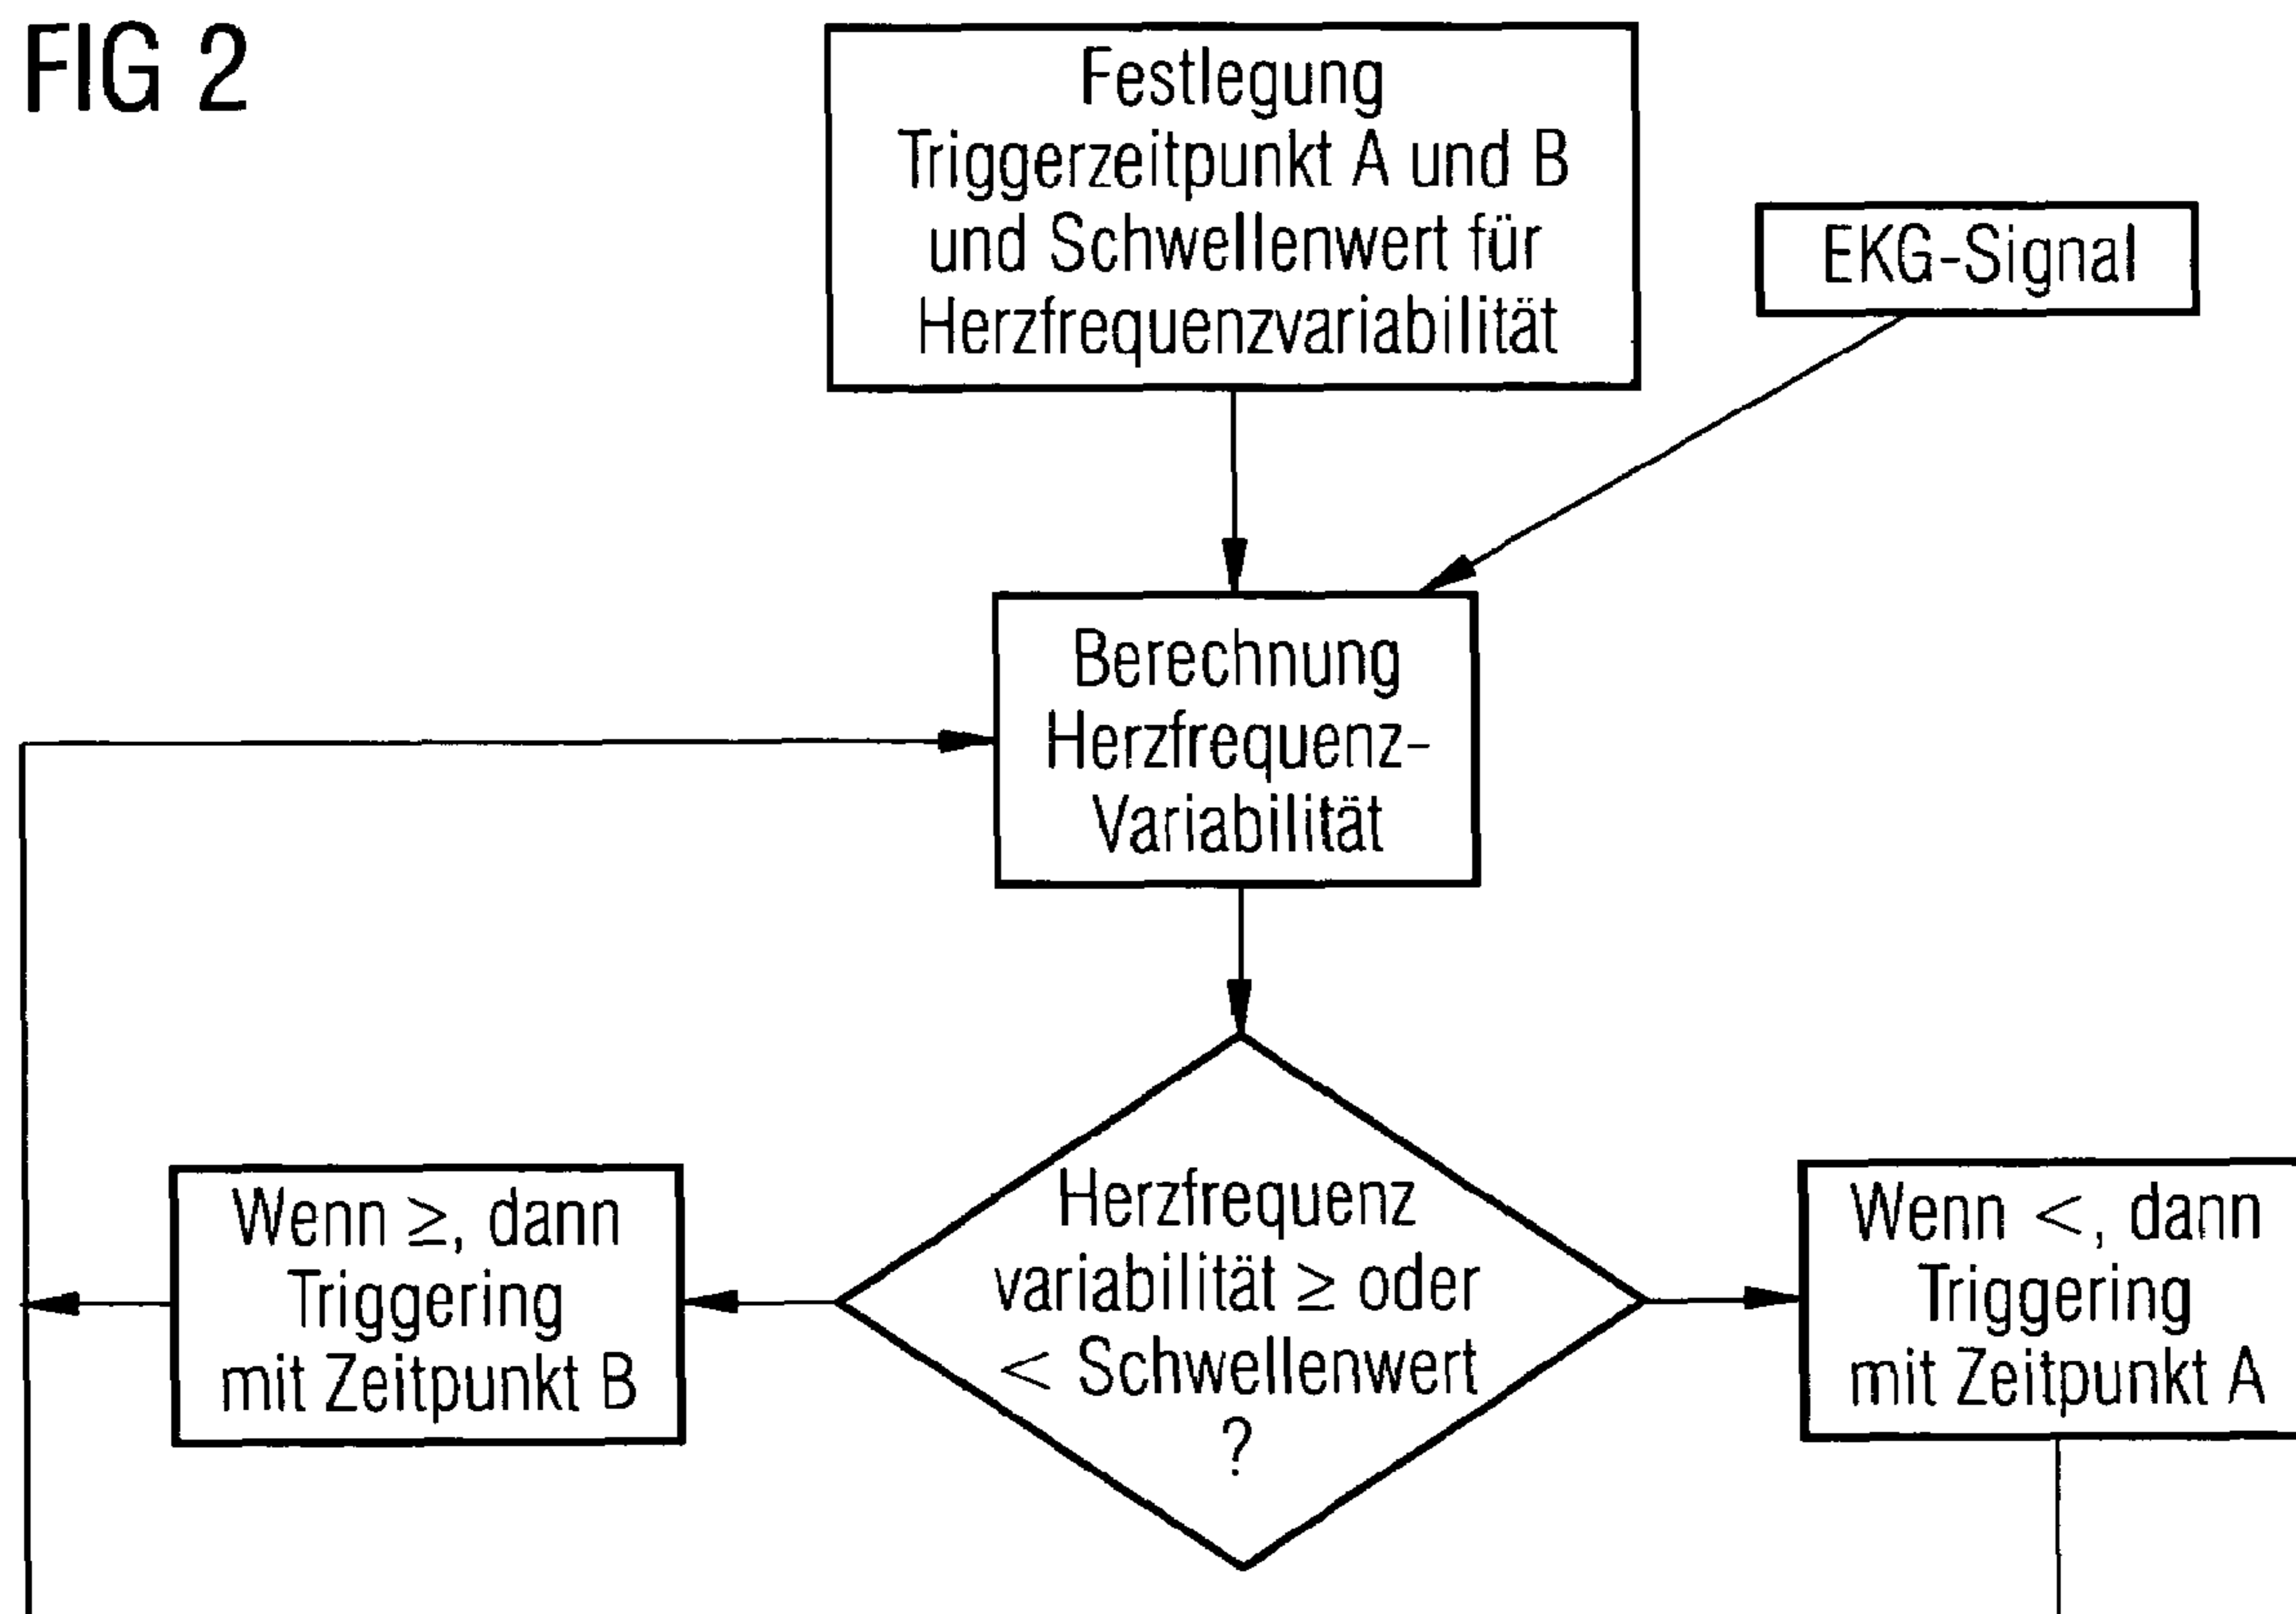 FIG 2
Festlegung
Triggerzeitpunkt A und B
und Schwellenwert für
Herzfrequenzvariabilität
EKG-Signal
Berechnung
Herzfrequenz-
Variabilität
Wenn ≥, dann
Triggering
mit Zeitpunkt B
Herzfrequenz
variabilität ≥ oder
< Schwellenwert
?
Wenn <, dann
Triggering
mit Zeitpunkt A